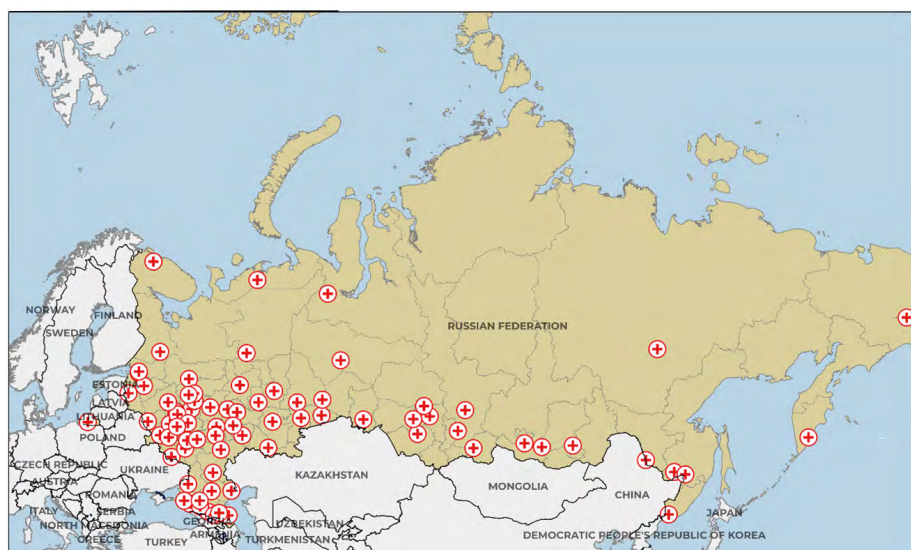 NORWAY
FINLAND
SWEDEN
RUSSIAN FEDERATION
ESTONIA
LATVIA
LITHUANIA
POLAND
CZECH REPUBLIC
UKRAINE
KAZAKHSTAN
AUSTRIA
MONGOLIA
ROMANIA
CHINA
ITALY
SERBIA
JAPAN
GEORGIA
UZBEKISTAN
NORTH MACEDONIA
ARMENIA
DEMOCRATIC PEOPLE'S REPUBLIC OF KOREA
GREECE
TURKEY
TURKMENISTAN